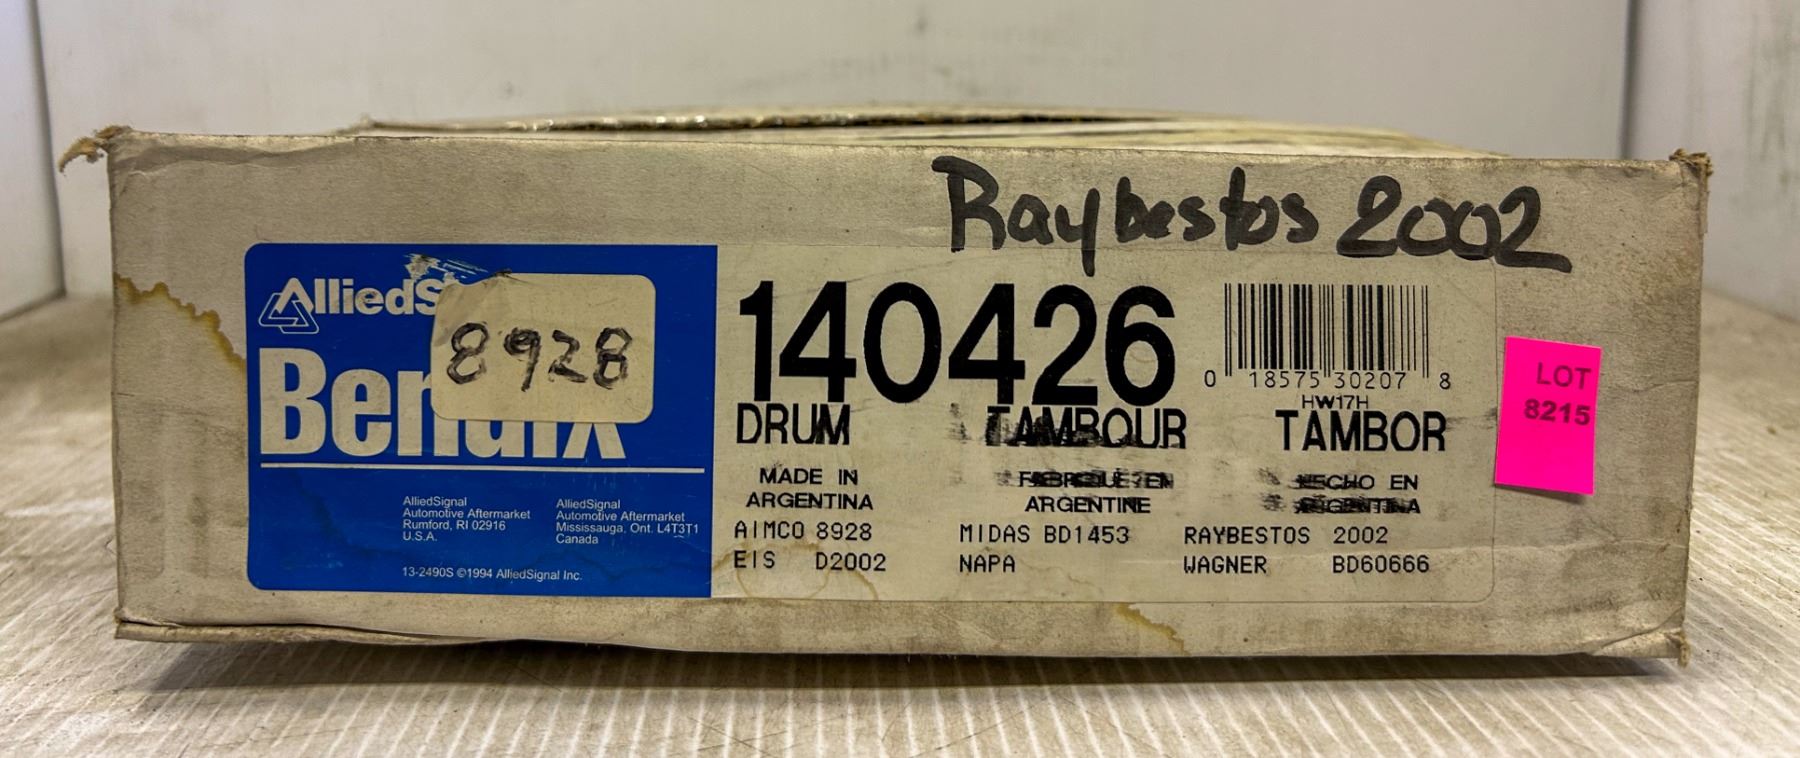 Raybestos 2002
AlliedS
8928
Bendix
AlliedSignal
Automotive Aftermarket
Rumford, RI 02916
U.S.A.
AlliedSignal
Automotive Aftermarket
Mississauga, Ont. L4T3T1
Canada
13-2490S ©1994 AlliedSignal Inc.
140426
0 18575 30207 8
HW17H
DRUM TAMBOUR TAMBOR
MADE IN
ARGENTINA
FABRIQUÉ EN
ARGENTINE
HECHO EN
ARGENTINA
AIMCO 8928 MIDAS BD1453 RAYBESTOS 2002
EIS D2002 NAPA WAGNER BD60666
LOT
8215